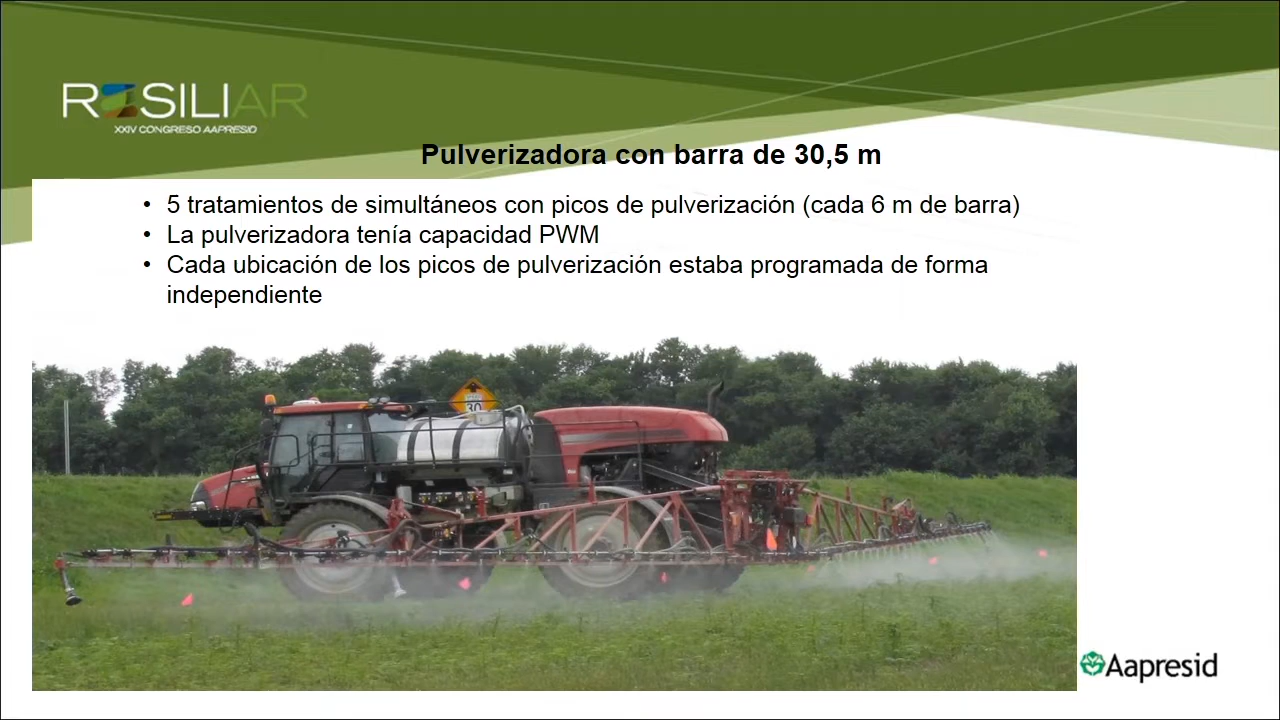 ROSILIAR
XXIV CONGRESO AAPRESID
Pulverizadora con barra de 30,5 m
• 5 tratamientos de simultáneos con picos de pulverización (cada 6 m de barra)
• La pulverizadora tenía capacidad PWM
• Cada ubicación de los picos de pulverización estaba programada de forma
independiente
30
Aapresid